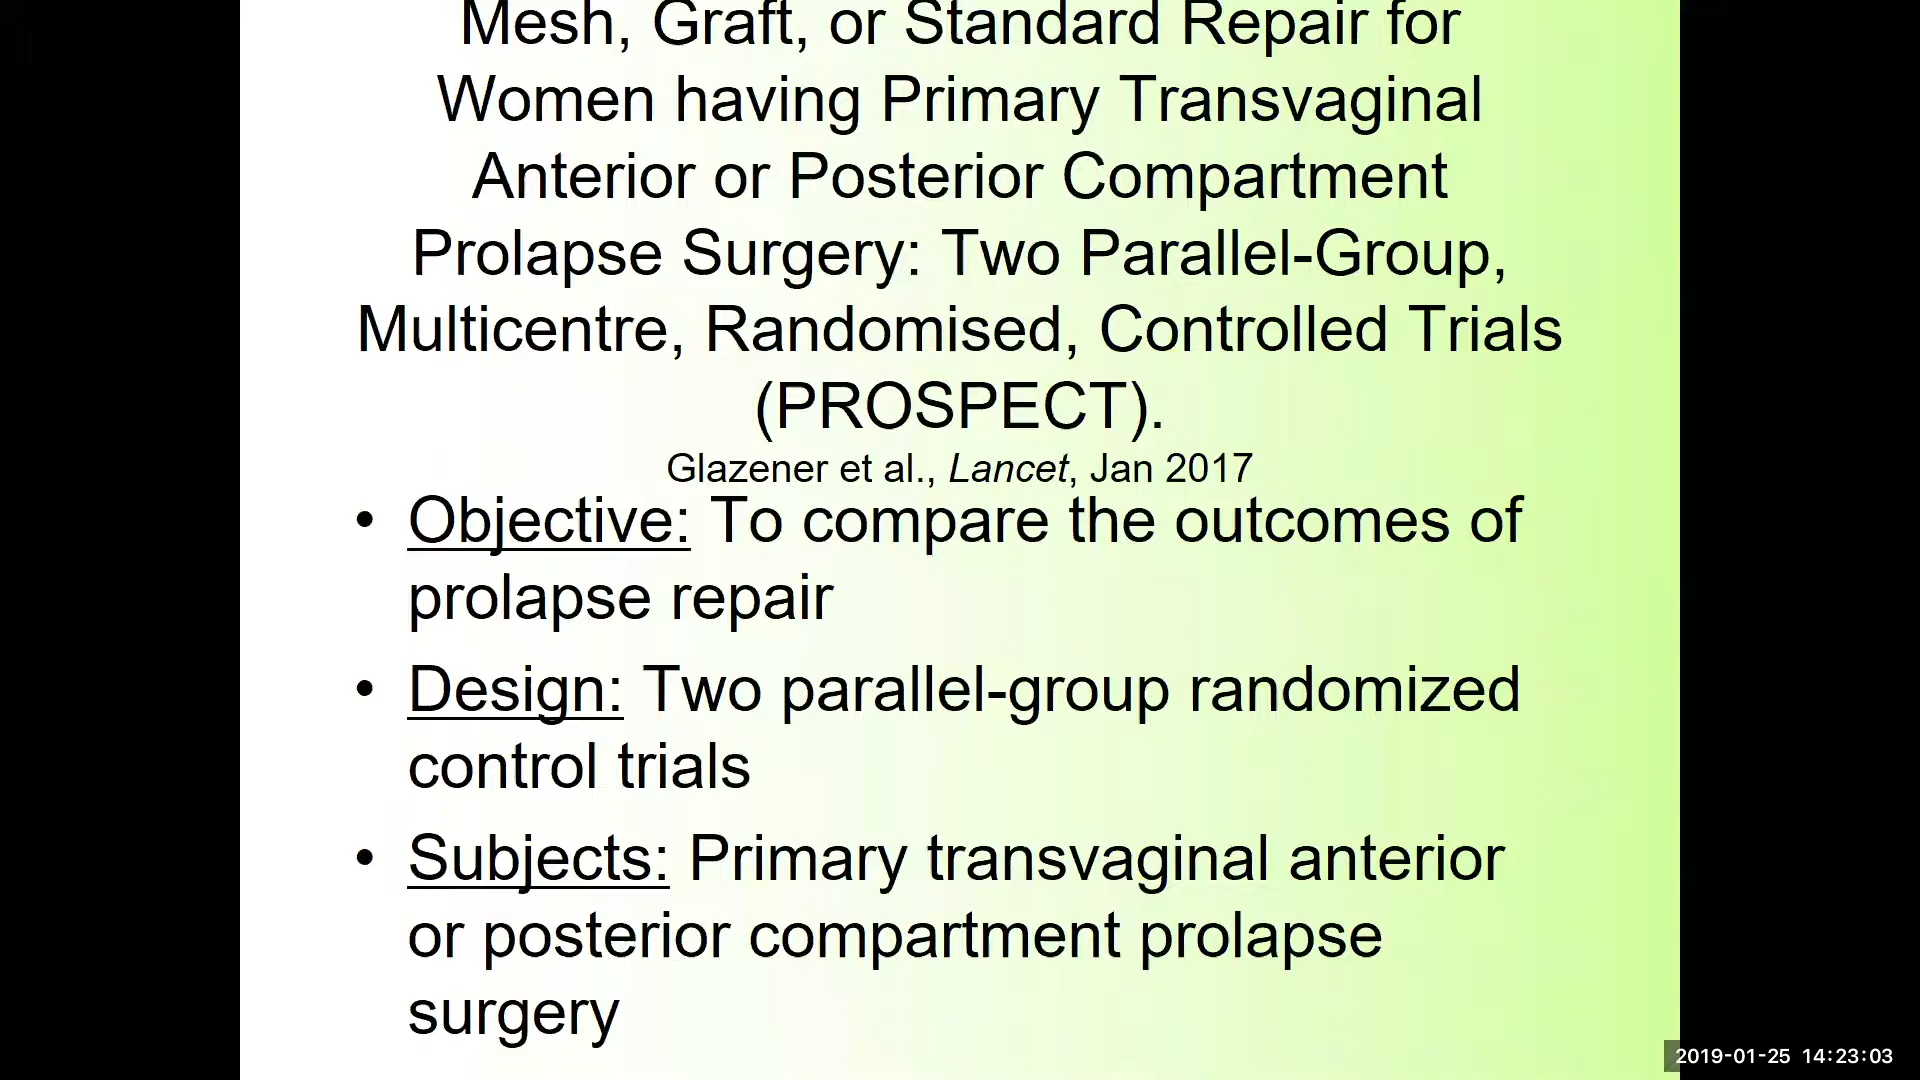 Mesh, Graft, or Standard Repair for
Women having Primary Transvaginal
Anterior or Posterior Compartment
Prolapse Surgery: Two Parallel-Group,
Multicentre, Randomised, Controlled Trials
(PROSPECT).
Glazener et al., Lancet, Jan 2017
• Objective: To compare the outcomes of
prolapse repair
• Design: Two parallel-group randomized
control trials
• Subjects: Primary transvaginal anterior
or posterior compartment prolapse
surgery
2019-01-25 14:23:03